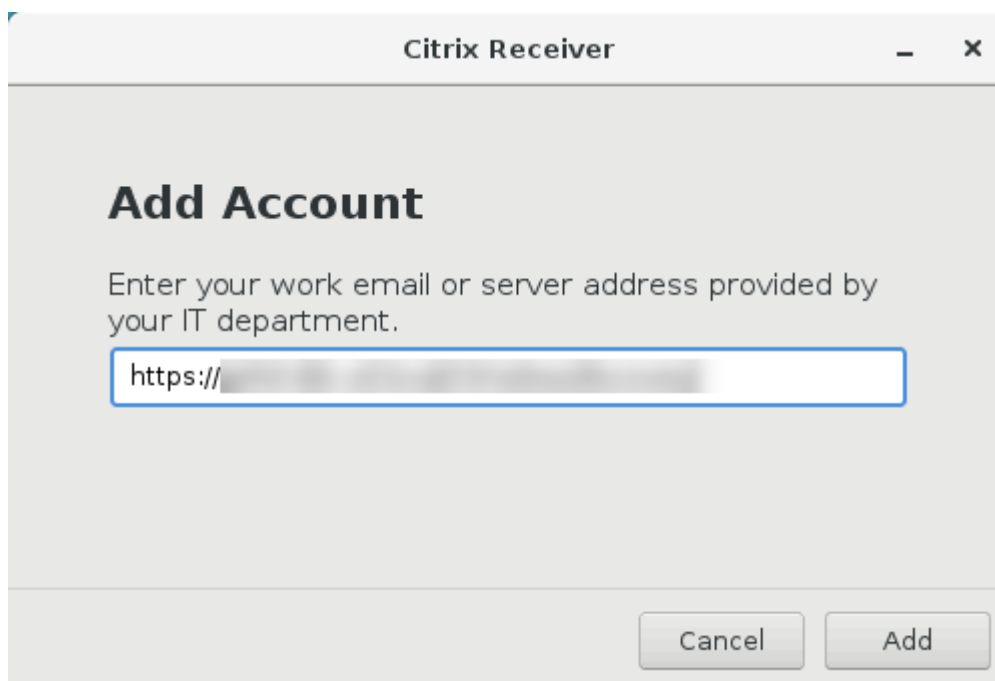 Citrix Receiver
Add Account
Enter your work email or server address provided by
your IT department.
https://
Cancel Add